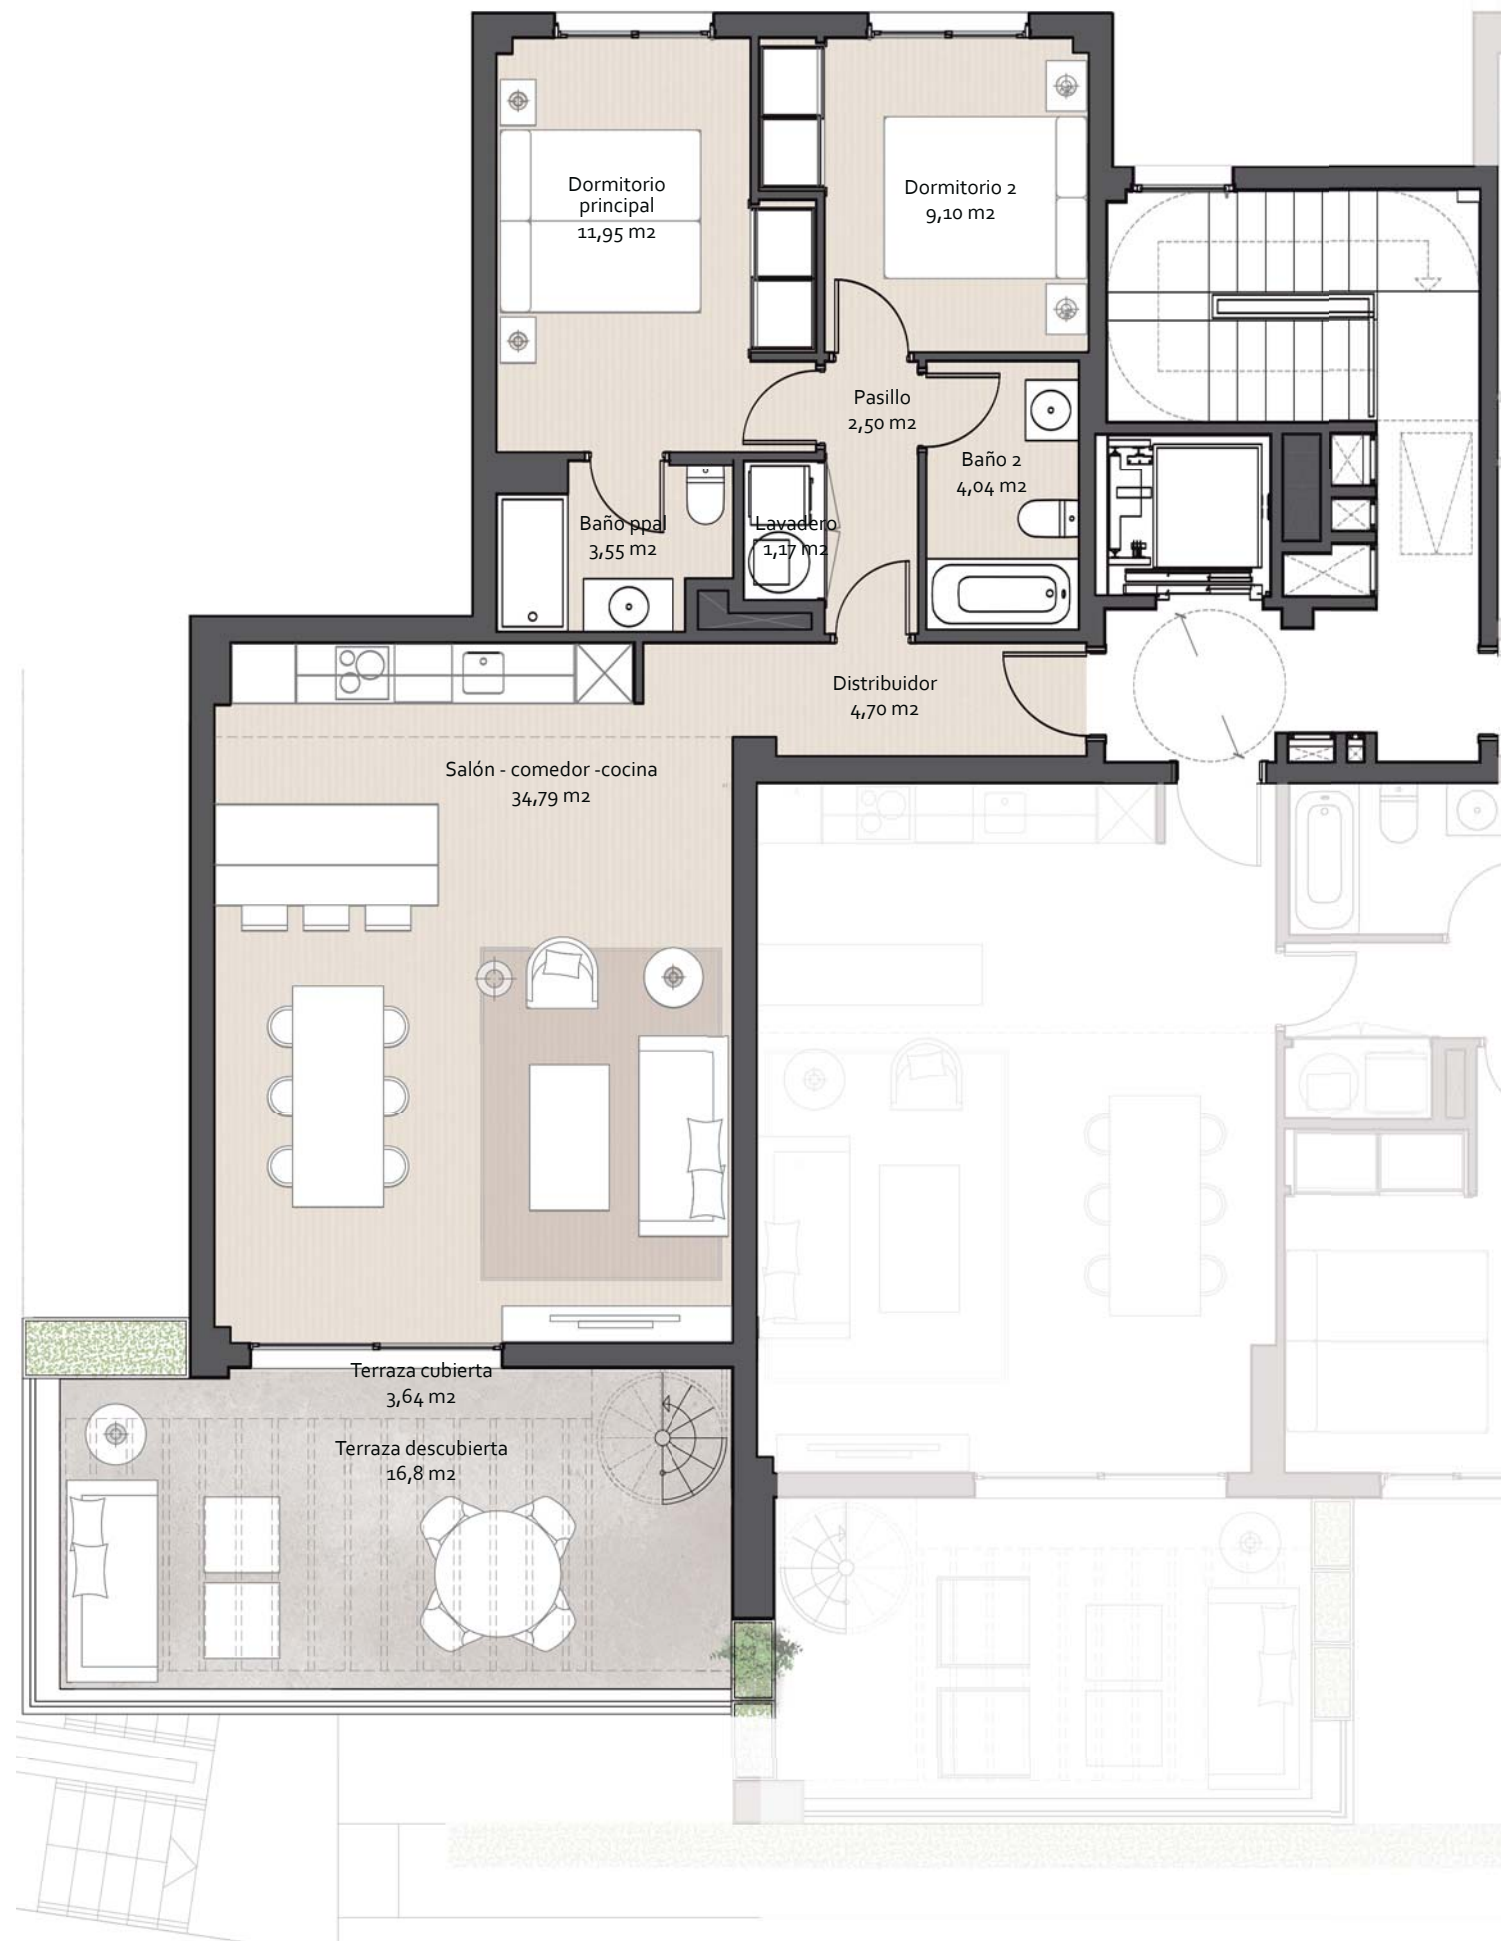 Dormitorio
principal
11,95 m2
Dormitorio 2
9,10 m2
Pasillo
2,50 m2
Baño 2
4,04 m2
Baño ppal
3,55 m2
Lavadero
1,17 m2
Distribuidor
4,70 m2
Salón - comedor -cocina
34,79 m2
Terraza cubierta
3,64 m2
Terraza descubierta
16,8 m2